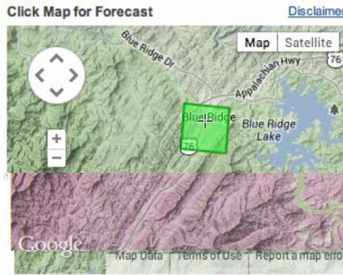 Click Map for Forecast Disclaimer
Blue Ridge Dr
Map Satellite
Appalachian Hwy
76
Blue Ridge
Blue Ridge
Lake
76
Google
Map Data Terms of Use Report a map erro